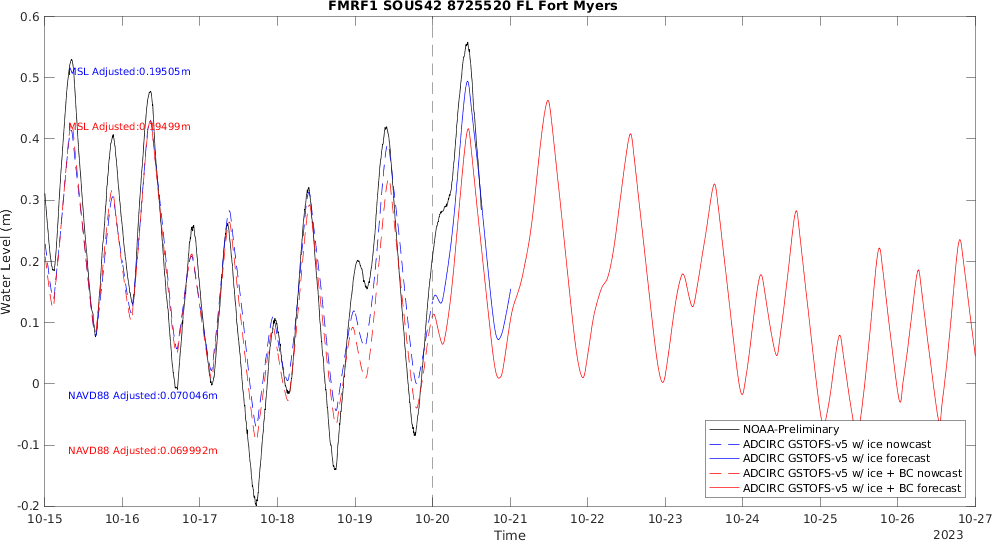 FMRF1 SOUS42 8725520 FL Fort Myers
0.6
0.5
0.4
0.3
0.2
0.1
0
-0.1
-0.2
Water Level (m)
MSL Adjusted:0.19505m
MSL Adjusted:0.19499m
NAVD88 Adjusted:0.070046m
NAVD88 Adjusted:0.069992m
NOAA-Preliminary
ADCIRC GSTOFS-v5 w/ ice nowcast
ADCIRC GSTOFS-v5 w/ ice forecast
ADCIRC GSTOFS-v5 w/ ice + BC nowcast
ADCIRC GSTOFS-v5 w/ ice + BC forecast
10-15 10-16 10-17 10-18 10-19 10-20 10-21 10-22 10-23 10-24 10-25 10-26 10-27
Time
2023